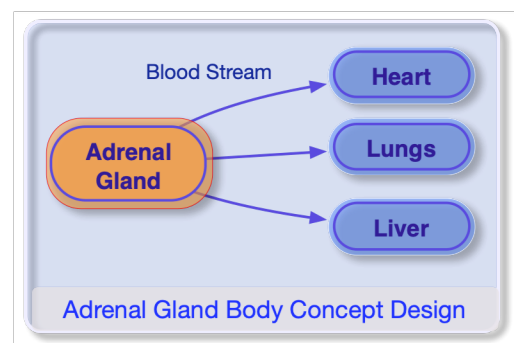 Blood Stream
Heart
Adrenal
Gland
Lungs
Liver
Adrenal Gland Body Concept Design